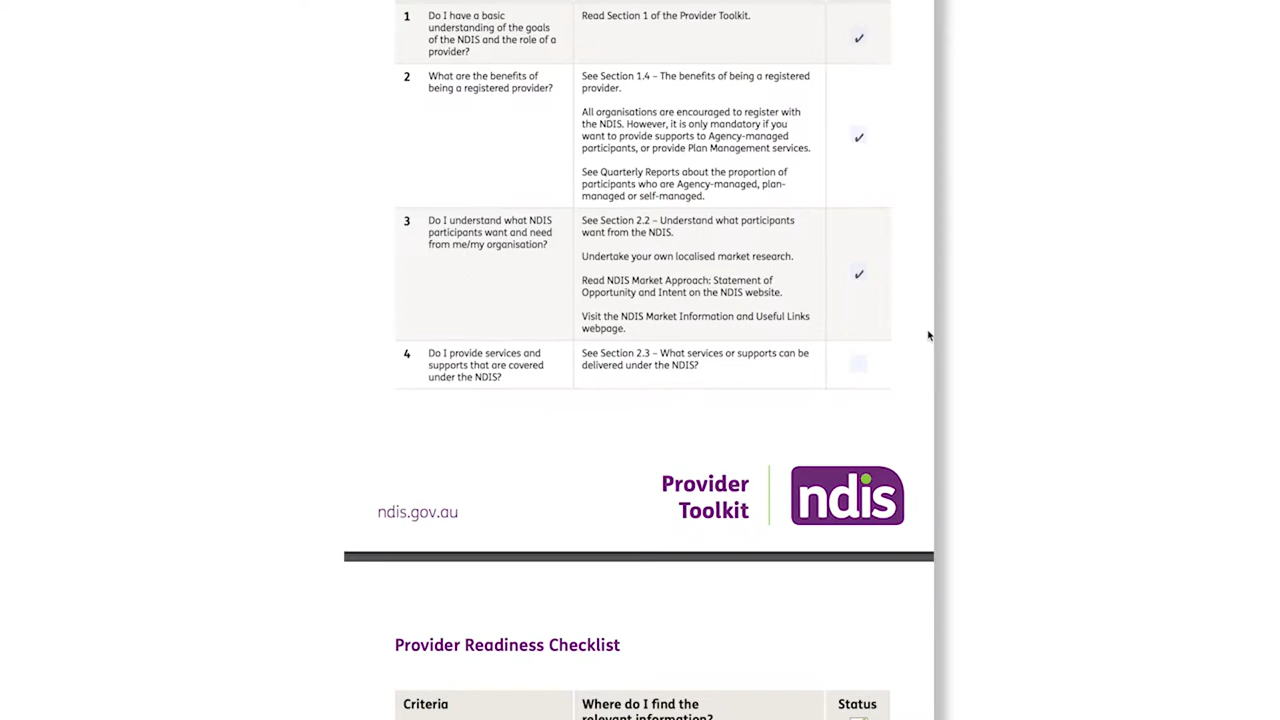 1 Do I have a basic
understanding of the goals
of the NDIS and the role of a
provider?
Read Section 1 of the Provider Toolkit.
✓
2 What are the benefits of
being a registered provider?
See Section 1.4 – The benefits of being a registered
provider.
All organisations are encouraged to register with
the NDIS. However, it is only mandatory if you
want to provide supports to Agency-managed
participants, or provide Plan Management services.
See Quarterly Reports about the proportion of
participants who are Agency-managed, plan-
managed or self-managed.
✓
3 Do I understand what NDIS
participants want and need
from me/my organisation?
See Section 2.2 – Understand what participants
want from the NDIS.
Undertake your own localised market research.
Read NDIS Market Approach: Statement of
Opportunity and Intent on the NDIS website.
Visit the NDIS Market Information and Useful Links
webpage.
✓
4 Do I provide services and
supports that are covered
under the NDIS?
See Section 2.3 – What services or supports can be
delivered under the NDIS?
ndis.gov.au
Provider
Toolkit
ndis
Provider Readiness Checklist
Criteria
Where do I find the
relevant information?
Status